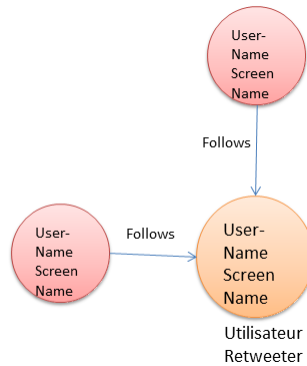 User-
Name
Screen
Name
Follows
User-
Name
Screen
Name
Follows
User-
Name
Screen
Name
Utilisateur
Retweeter